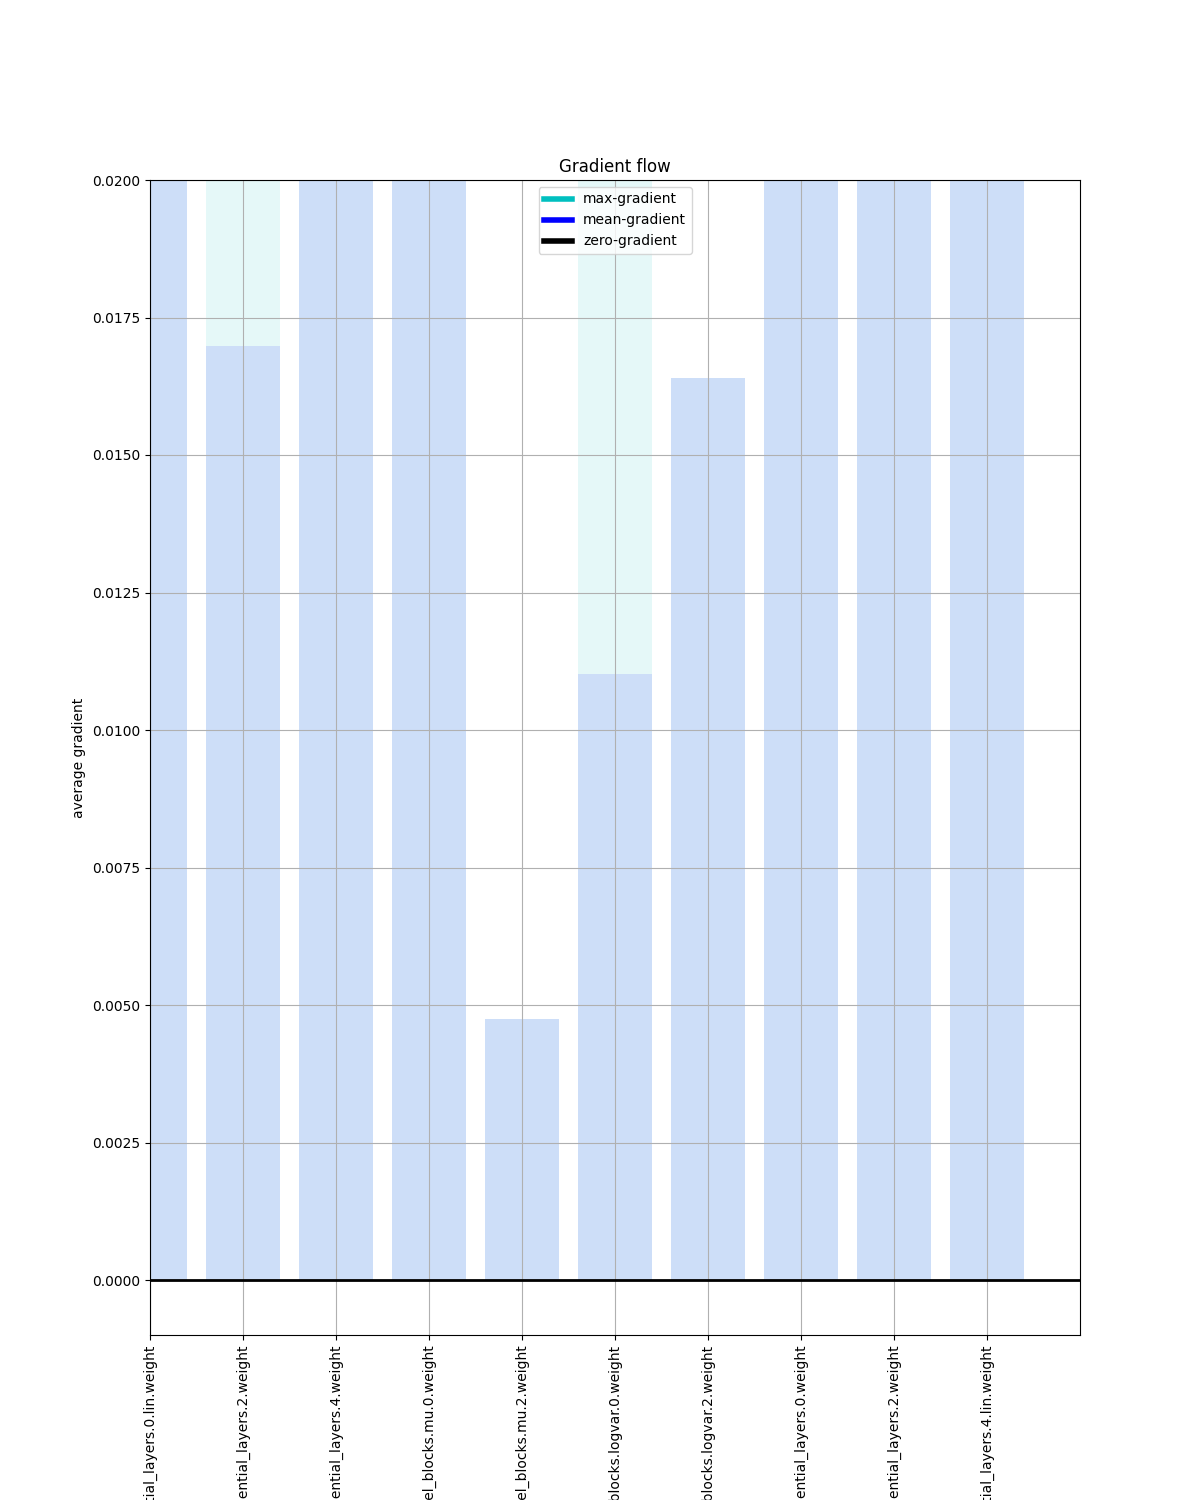 Gradient flow
max-gradient
mean-gradient
zero-gradient
0.0200
0.0175
0.0150
0.0125
0.0100
0.0075
0.0050
0.0025
0.0000
average gradient
tial_layers.0.lin.weight
ential_layers.2.weight
ential_layers.4.weight
el_blocks.mu.0.weight
el_blocks.mu.2.weight
blocks.logvar.0.weight
blocks.logvar.2.weight
ential_layers.0.weight
ential_layers.2.weight
tial_layers.4.lin.weight